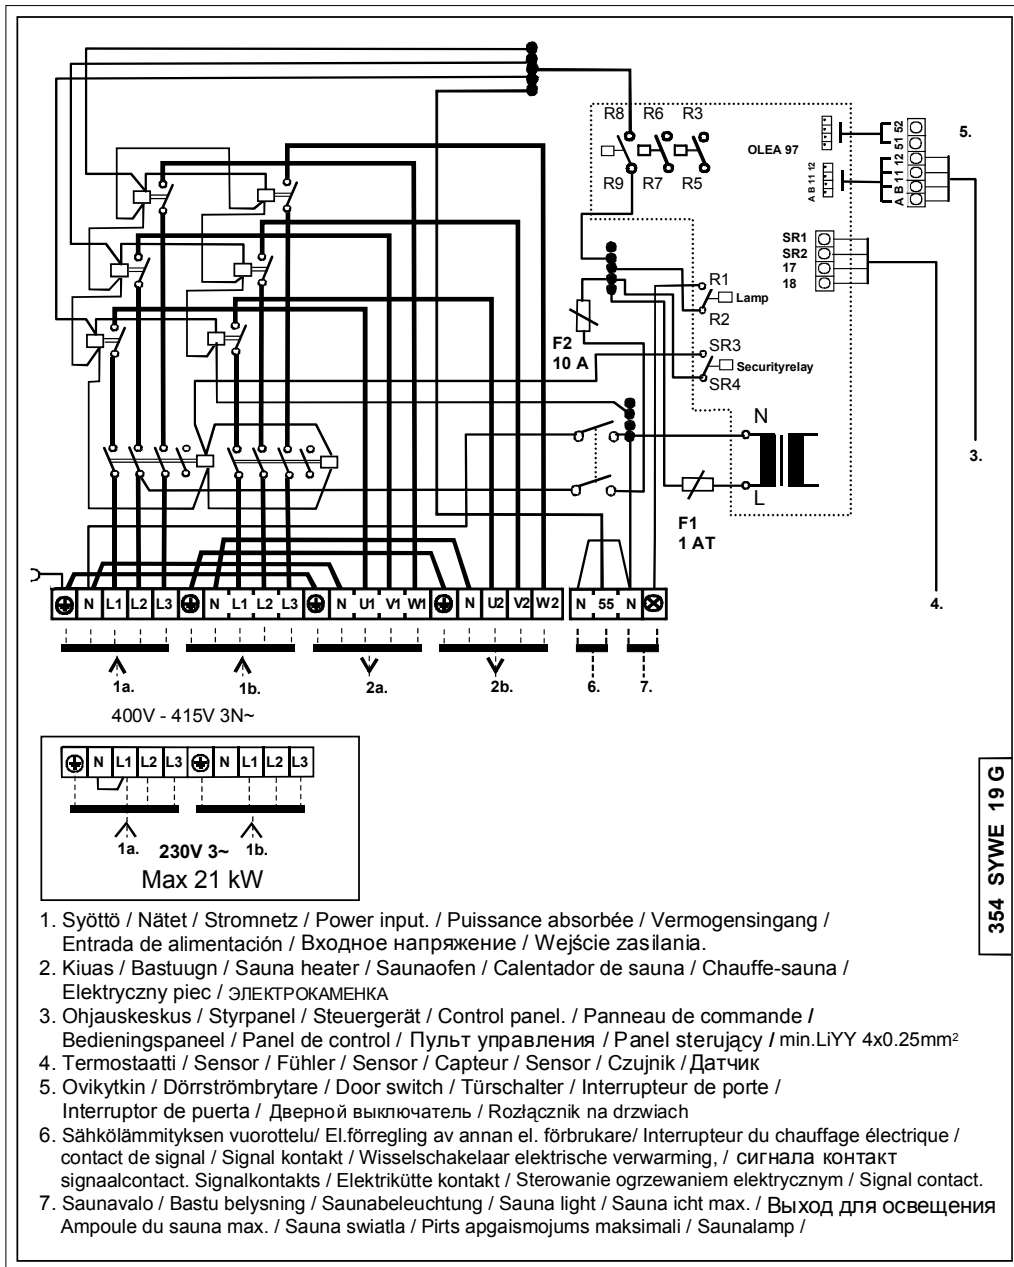 R8 R6 R3
OLEA 97
R9 R7 R5
A B 11 12
A B 11 12 51 52
5.
SR1
SR2
17
18
R1
Lamp
R2
F2
10 A
SR3
Securityrelay
SR4
N
L
3.
F1
1 AT
4.
N L1 L2 L3 N L1 L2 L3 N U1 V1 W1 N U2 V2 W2 N 55 N
1a. 1b. 2a. 2b. 6. 7.
400V - 415V 3N~
N L1 L2 L3 N L1 L2 L3
1a. 230V 3~ 1b.
Max 21 kW
354 SYWE 19 G
1. Syöttö / Nätet / Stromnetz / Power input. / Puissance absorbée / Vermogensingang /
Entrada de alimentación / Входное напряжение / Wejście zasilania.
2. Kiuas / Bastuugn / Sauna heater / Saunaofen / Calentador de sauna / Chauffe-sauna /
Elektryczny piec / ЭЛЕКТРОКАМЕНКА
3. Ohjauskeskus / Styrpanel / Steuergerät / Control panel. / Panneau de commande /
Bedieningspaneel / Panel de control / Пульт управления / Panel sterujący / min.LiYY 4x0.25mm²
4. Termostaatti / Sensor / Fühler / Sensor / Capteur / Sensor / Czujnik / Датчик
5. Ovikytkin / Dörrströmbrytare / Door switch / Türschalter / Interrupteur de porte /
Interruptor de puerta / Дверной выключатель / Rozłącznik na drzwiach
6. Sähkölämmityksen vuorottelu/ El.förregling av annan el. förbrukare/ Interrupteur du chauffage électrique /
contact de signal / Signal kontakt / Wisselschakelaar elektrische verwarming, / сигнала контакт
signaalcontact. Signalkontakts / Elektrikütte kontakt / Sterowanie ogrzewaniem elektrycznym / Signal contact.
7. Saunavalo / Bastu belysning / Saunabeleuchtung / Sauna light / Sauna icht max. / Выход для освещения
Ampoule du sauna max. / Sauna swiatla / Pirts apgaismojums maksimali / Saunalamp /